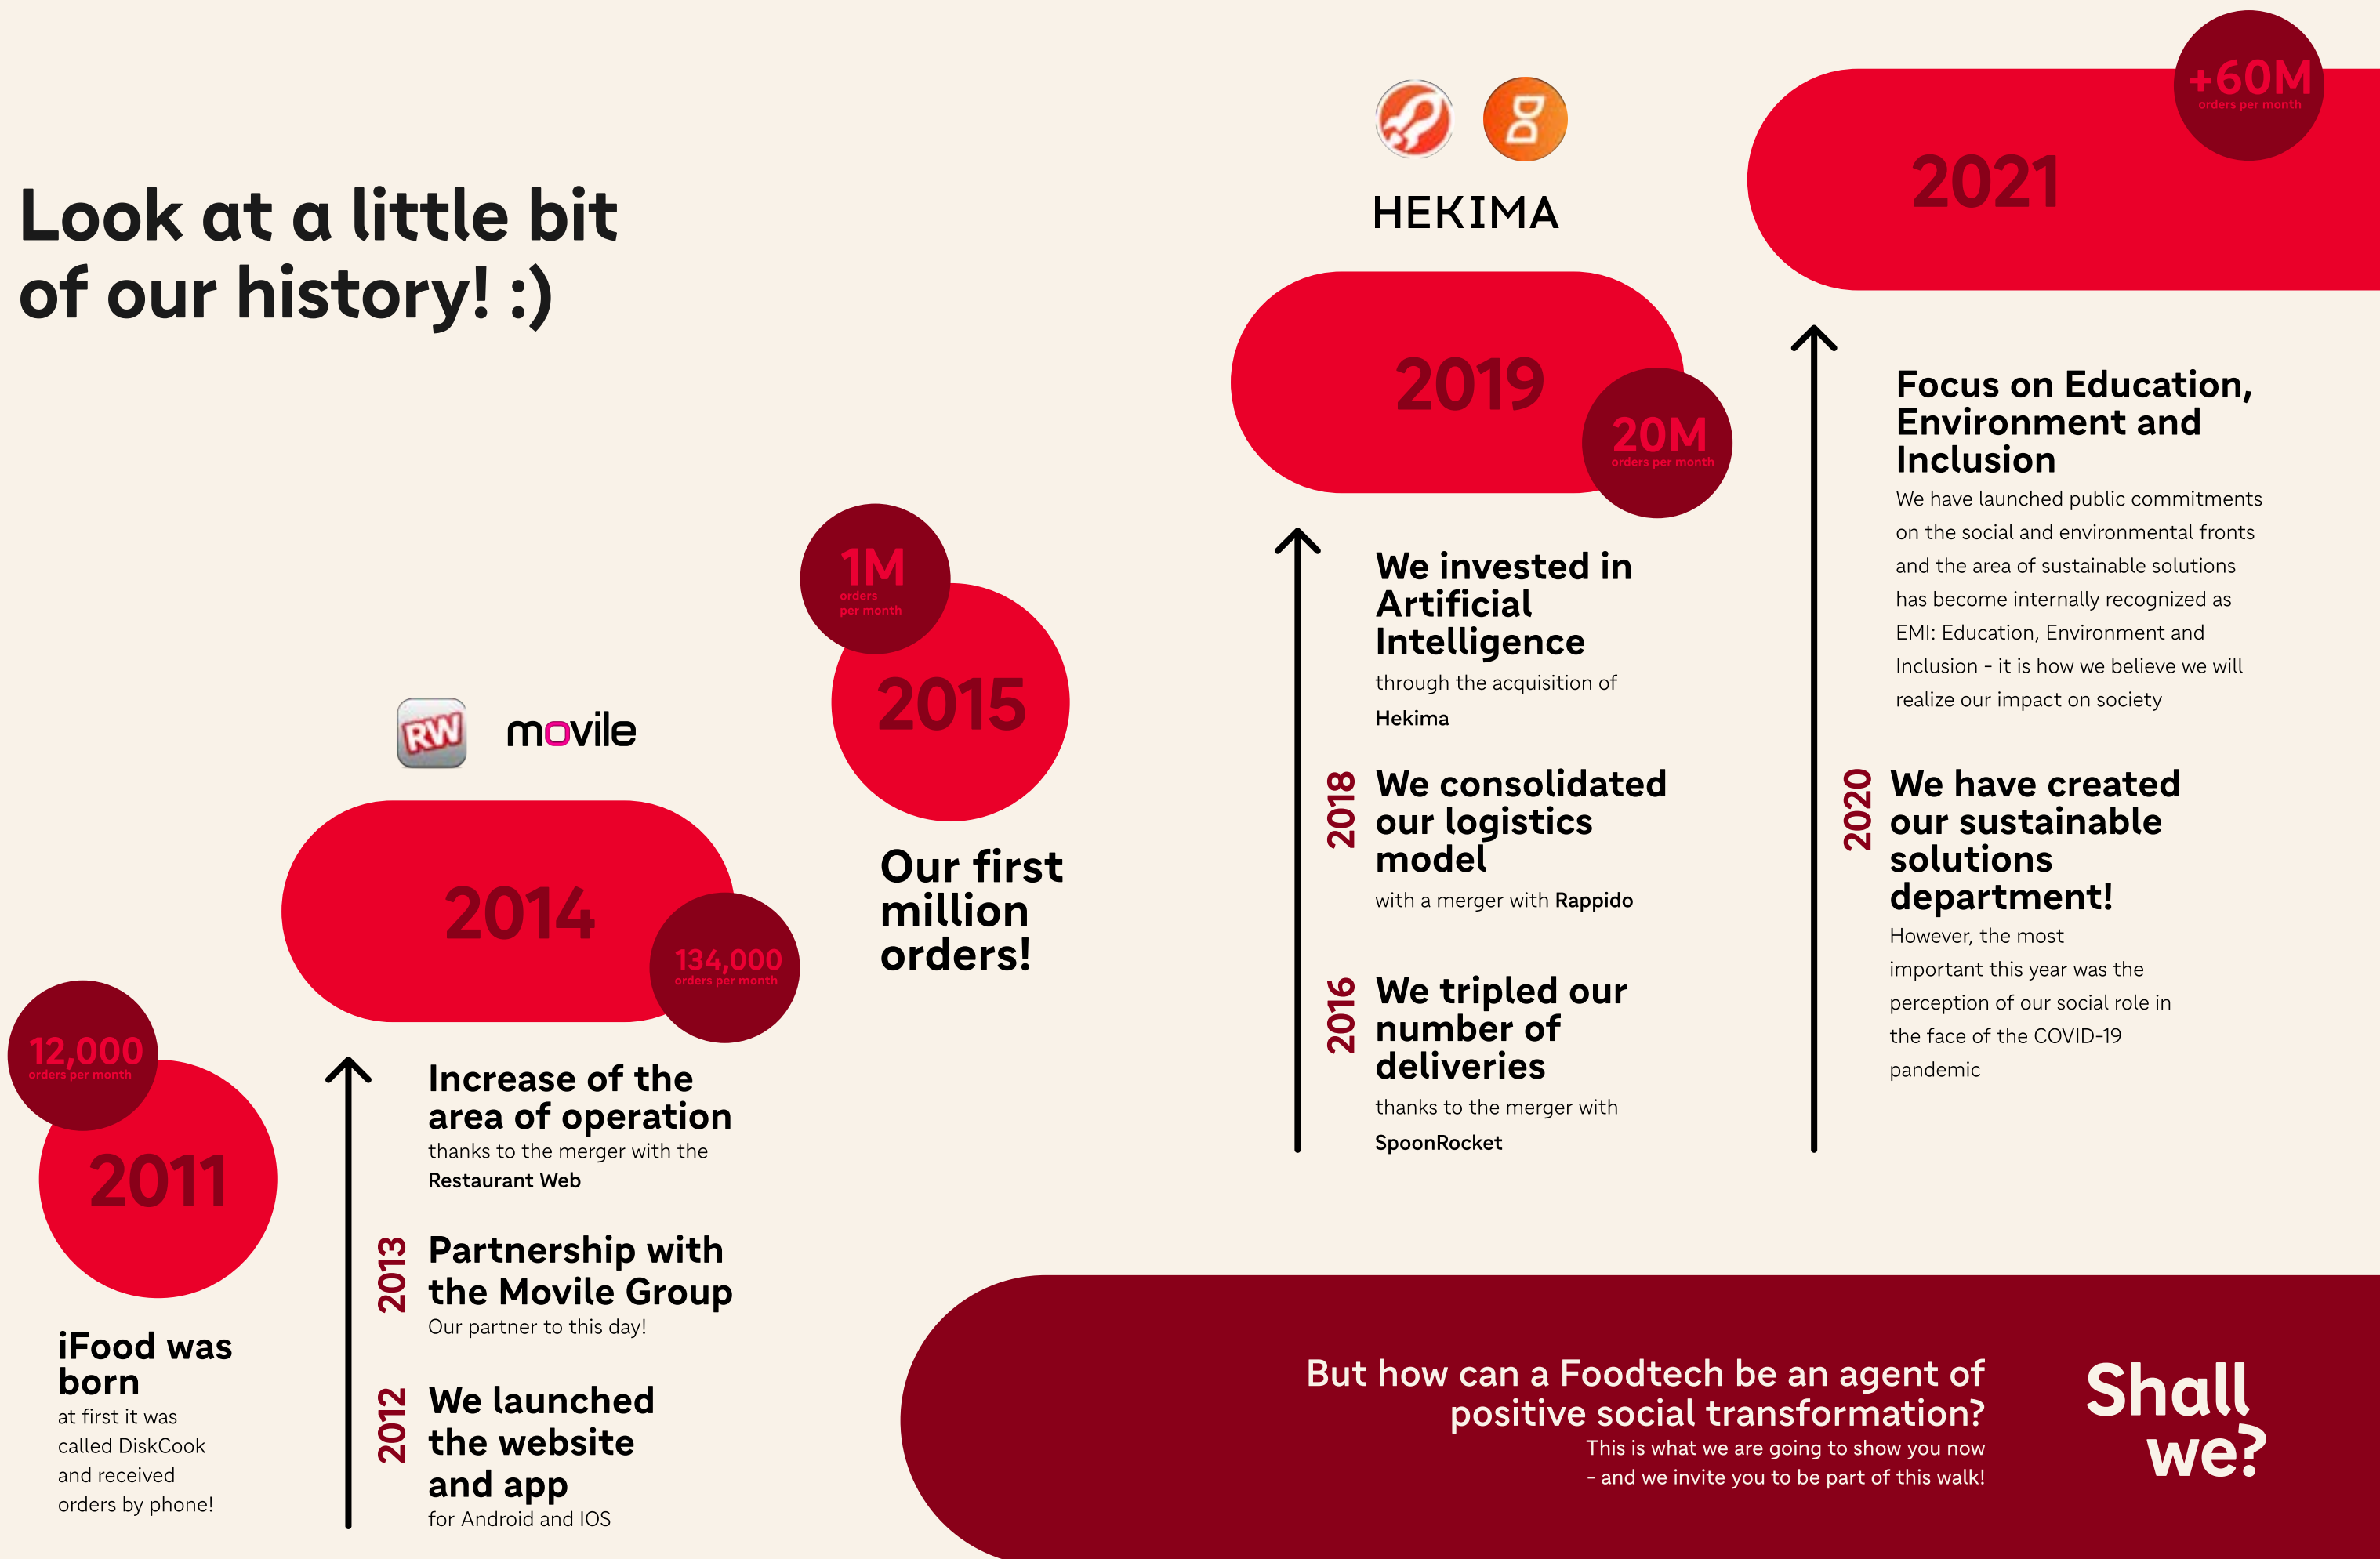 Look at a little bit
of our history! :)
12,000
orders per month
2011
iFood was
born
at first it was
called DiskCook
and received
orders by phone!
RW
movile
2014
134,000
orders per month
Increase of the
area of operation
thanks to the merger with the
Restaurant Web
2013
Partnership with
the Movile Group
Our partner to this day!
2012
We launched
the website
and app
for Android and IOS
1M
orders
per month
2015
Our first
million
orders!
HEKIMA
2019
20M
orders per month
We invested in
Artificial
Intelligence
through the acquisition of
Hekima
2018
We consolidated
our logistics
model
with a merger with Rappido
2016
We tripled our
number of
deliveries
thanks to the merger with
SpoonRocket
+60M
orders per month
2021
Focus on Education,
Environment and
Inclusion
We have launched public commitments
on the social and environmental fronts
and the area of sustainable solutions
has become internally recognized as
EMI: Education, Environment and
Inclusion - it is how we believe we will
realize our impact on society
2020
We have created
our sustainable
solutions
department!
However, the most
important this year was the
perception of our social role in
the face of the COVID-19
pandemic
But how can a Foodtech be an agent of
positive social transformation?
This is what we are going to show you now
- and we invite you to be part of this walk!
Shall
we?